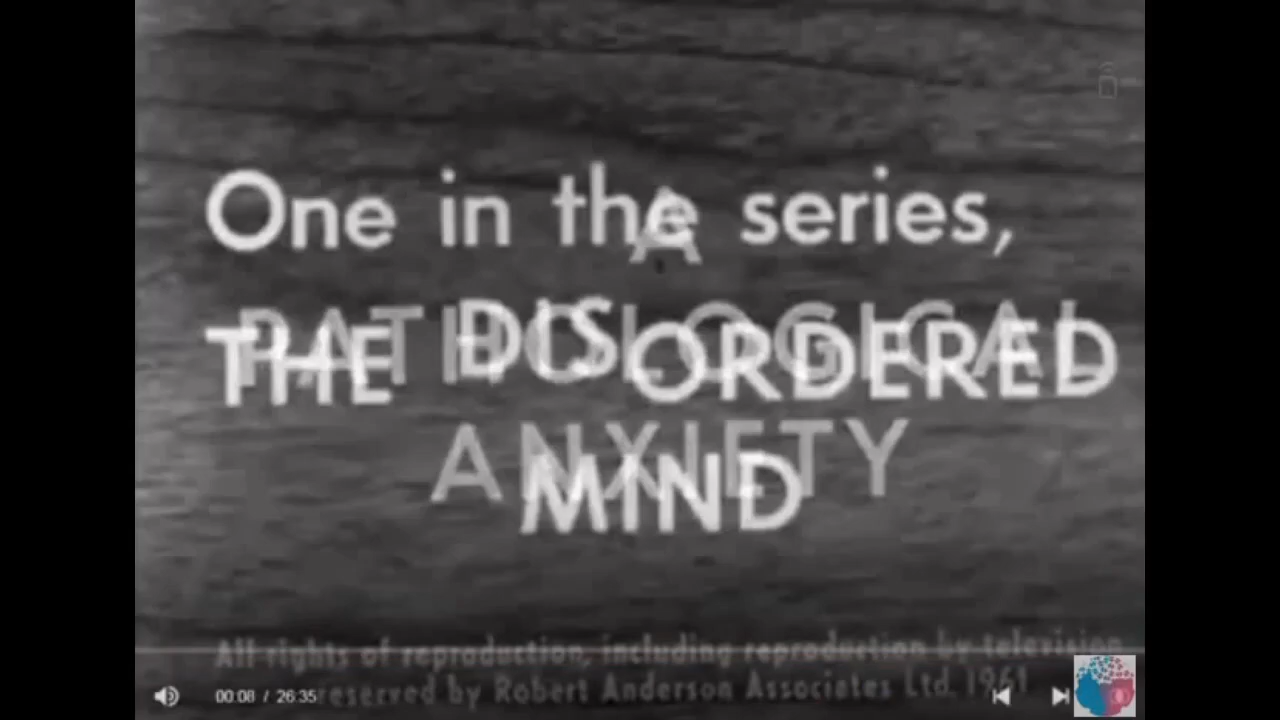 One in the series,
THE DISORDERED
MIND
A
PATHOLOGICAL
ANXIETY
All rights of reproduction, including reproduction by television
reserved by Robert Anderson Associates Ltd. 1961
00:08 / 26:35